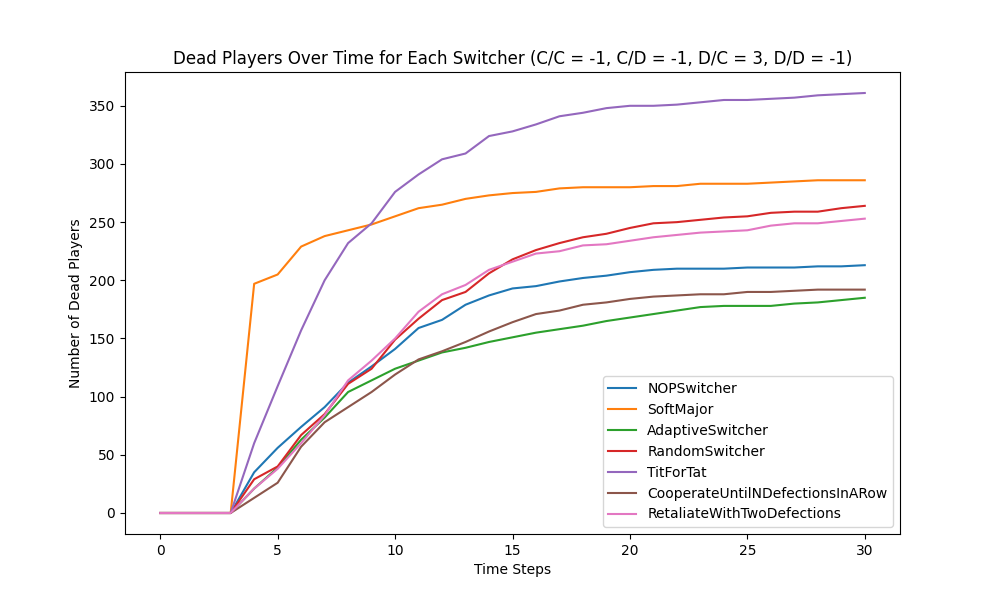 Dead Players Over Time for Each Switcher (C/C = -1, C/D = -1, D/C = 3, D/D = -1)
Number of Dead Players
350
300
250
200
150
100
50
0
0 5 10 15 20 25 30
Time Steps
NOPSwitcher
SoftMajor
AdaptiveSwitcher
RandomSwitcher
TitForTat
CooperateUntilNDefectionsInARow
RetaliateWithTwoDefections